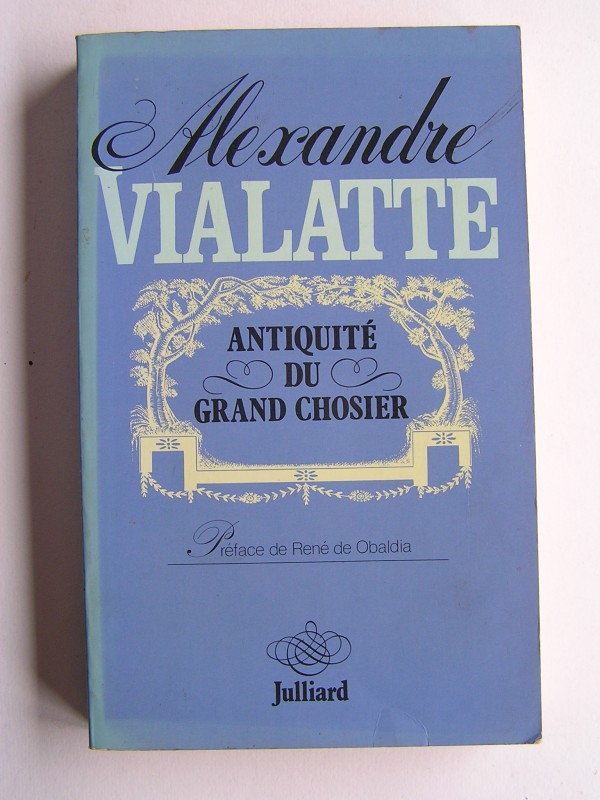 Alexandre
VIALATTE
ANTIQUITÉ
DU
GRAND CHOSIER
Préface de René de Obaldia
Julliard